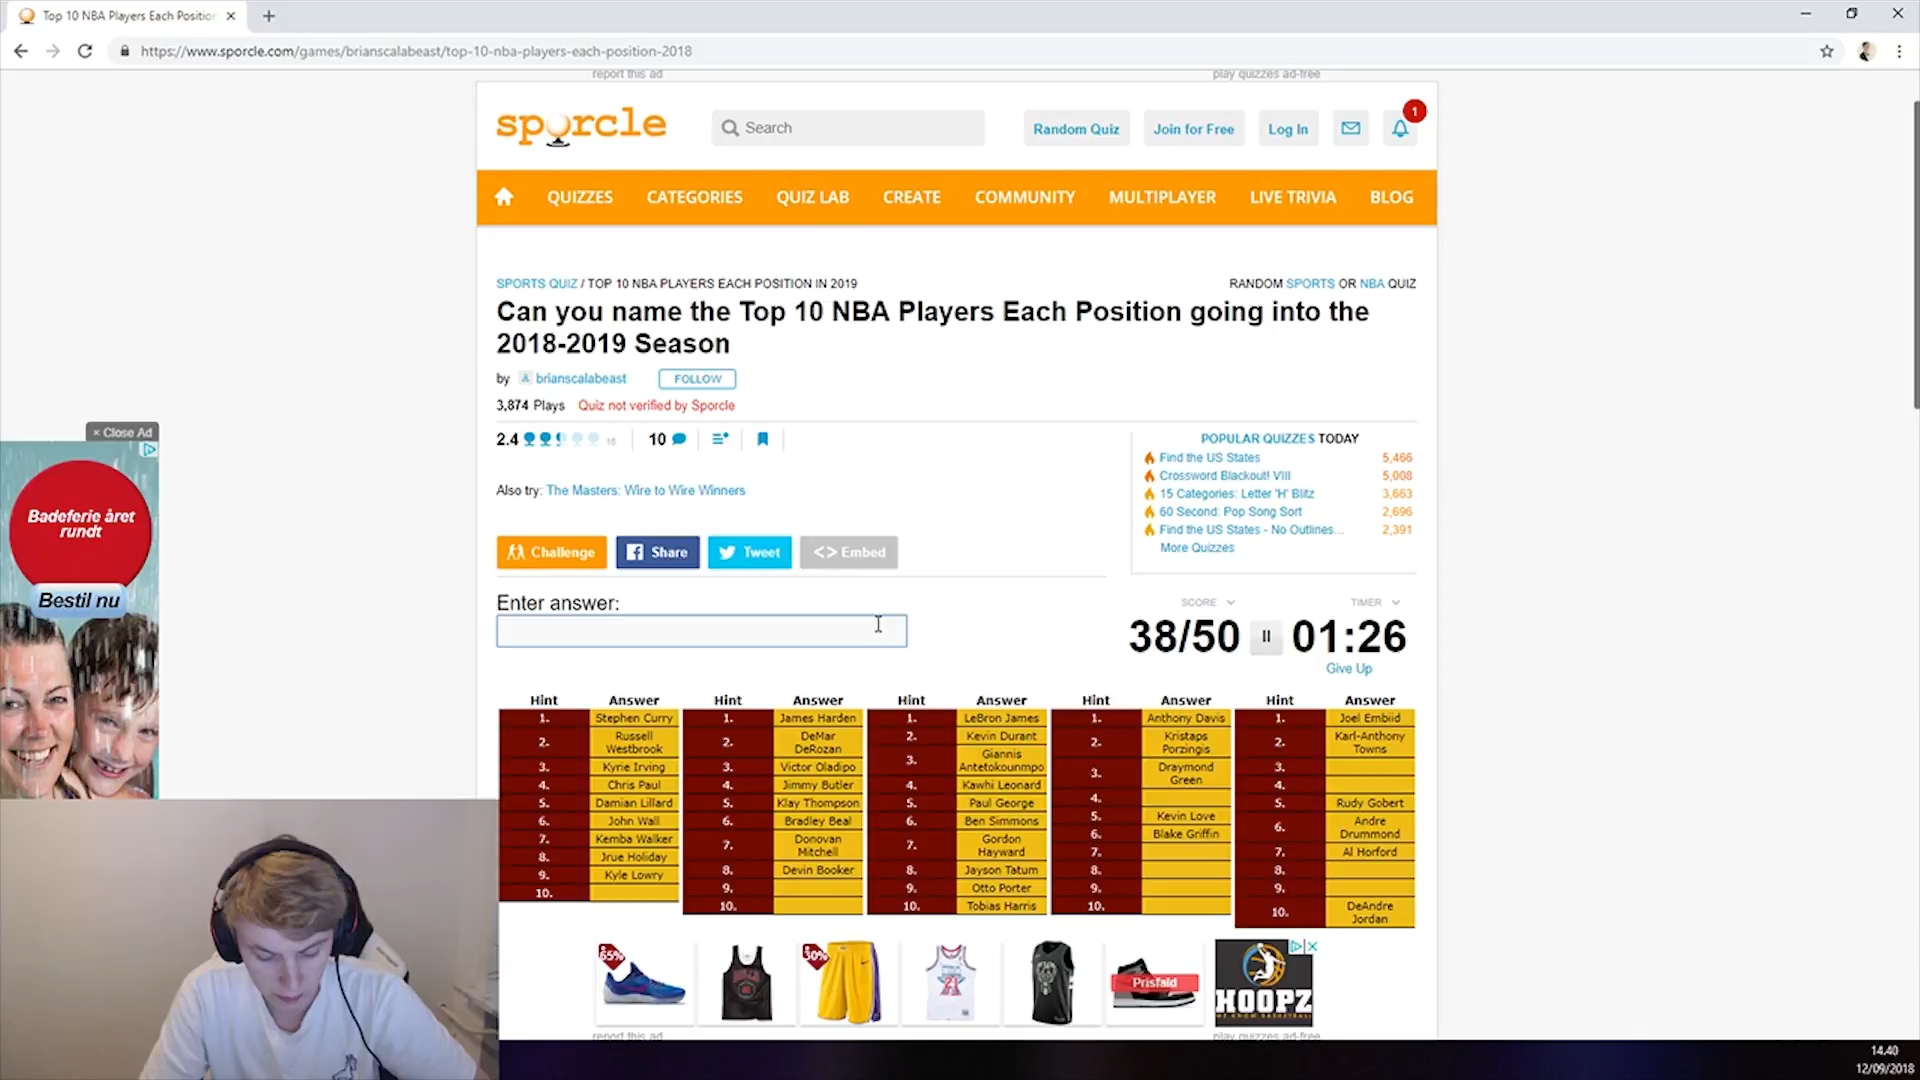 Top 10 NBA Players Each Positio
https://www.sporcle.com/games/brianscalabeast/top-10-nba-players-each-position-2018
report this ad
play quizzes ad-free
sporcle
Search
Random Quiz
Join for Free
Log In
1
QUIZZES
CATEGORIES
QUIZ LAB
CREATE
COMMUNITY
MULTIPLAYER
LIVE TRIVIA
BLOG
SPORTS QUIZ / TOP 10 NBA PLAYERS EACH POSITION IN 2019
RANDOM SPORTS OR NBA QUIZ
Can you name the Top 10 NBA Players Each Position going into the
2018-2019 Season
by brianscalabeast
FOLLOW
3,874 Plays Quiz not verified by Sporcle
2.4
16
10
Also try: The Masters: Wire to Wire Winners
Challenge
Share
Tweet
<> Embed
POPULAR QUIZZES TODAY
Find the US States 5,466
Crossword Blackout! VIII 5,008
15 Categories: Letter 'H' Blitz 3,663
60 Second: Pop Song Sort 2,696
Find the US States - No Outlines... 2,391
More Quizzes
× Close Ad
Badeferie året
rundt
Bestil nu
Enter answer:
SCORE
38/50
TIMER
01:26
Give Up
Hint Answer
1. Stephen Curry
2. Russell
Westbrook
3. Kyrie Irving
4. Chris Paul
5. Damian Lillard
6. John Wall
7. Kemba Walker
8. Jrue Holiday
9. Kyle Lowry
10.
Hint Answer
1. James Harden
2. DeMar
DeRozan
3. Victor Oladipo
4. Jimmy Butler
5. Klay Thompson
6. Bradley Beal
7. Donovan
Mitchell
8. Devin Booker
9.
10.
Hint Answer
1. LeBron James
2. Kevin Durant
3. Giannis
Antetokounmpo
4. Kawhi Leonard
5. Paul George
6. Ben Simmons
7. Gordon
Hayward
8. Jayson Tatum
9. Otto Porter
10. Tobias Harris
Hint Answer
1. Anthony Davis
2. Kristaps
Porzingis
3. Draymond
Green
4.
5. Kevin Love
6. Blake Griffin
7.
8.
9.
10.
Hint Answer
1. Joel Embiid
2. Karl-Anthony
Towns
3.
4.
5. Rudy Gobert
6. Andre
Drummond
7. Al Horford
8.
9.
10. DeAndre
Jordan
30%
21
Prisfald
HOOPZ
report this ad
play quizzes ad-free
14.40
12/09/2018